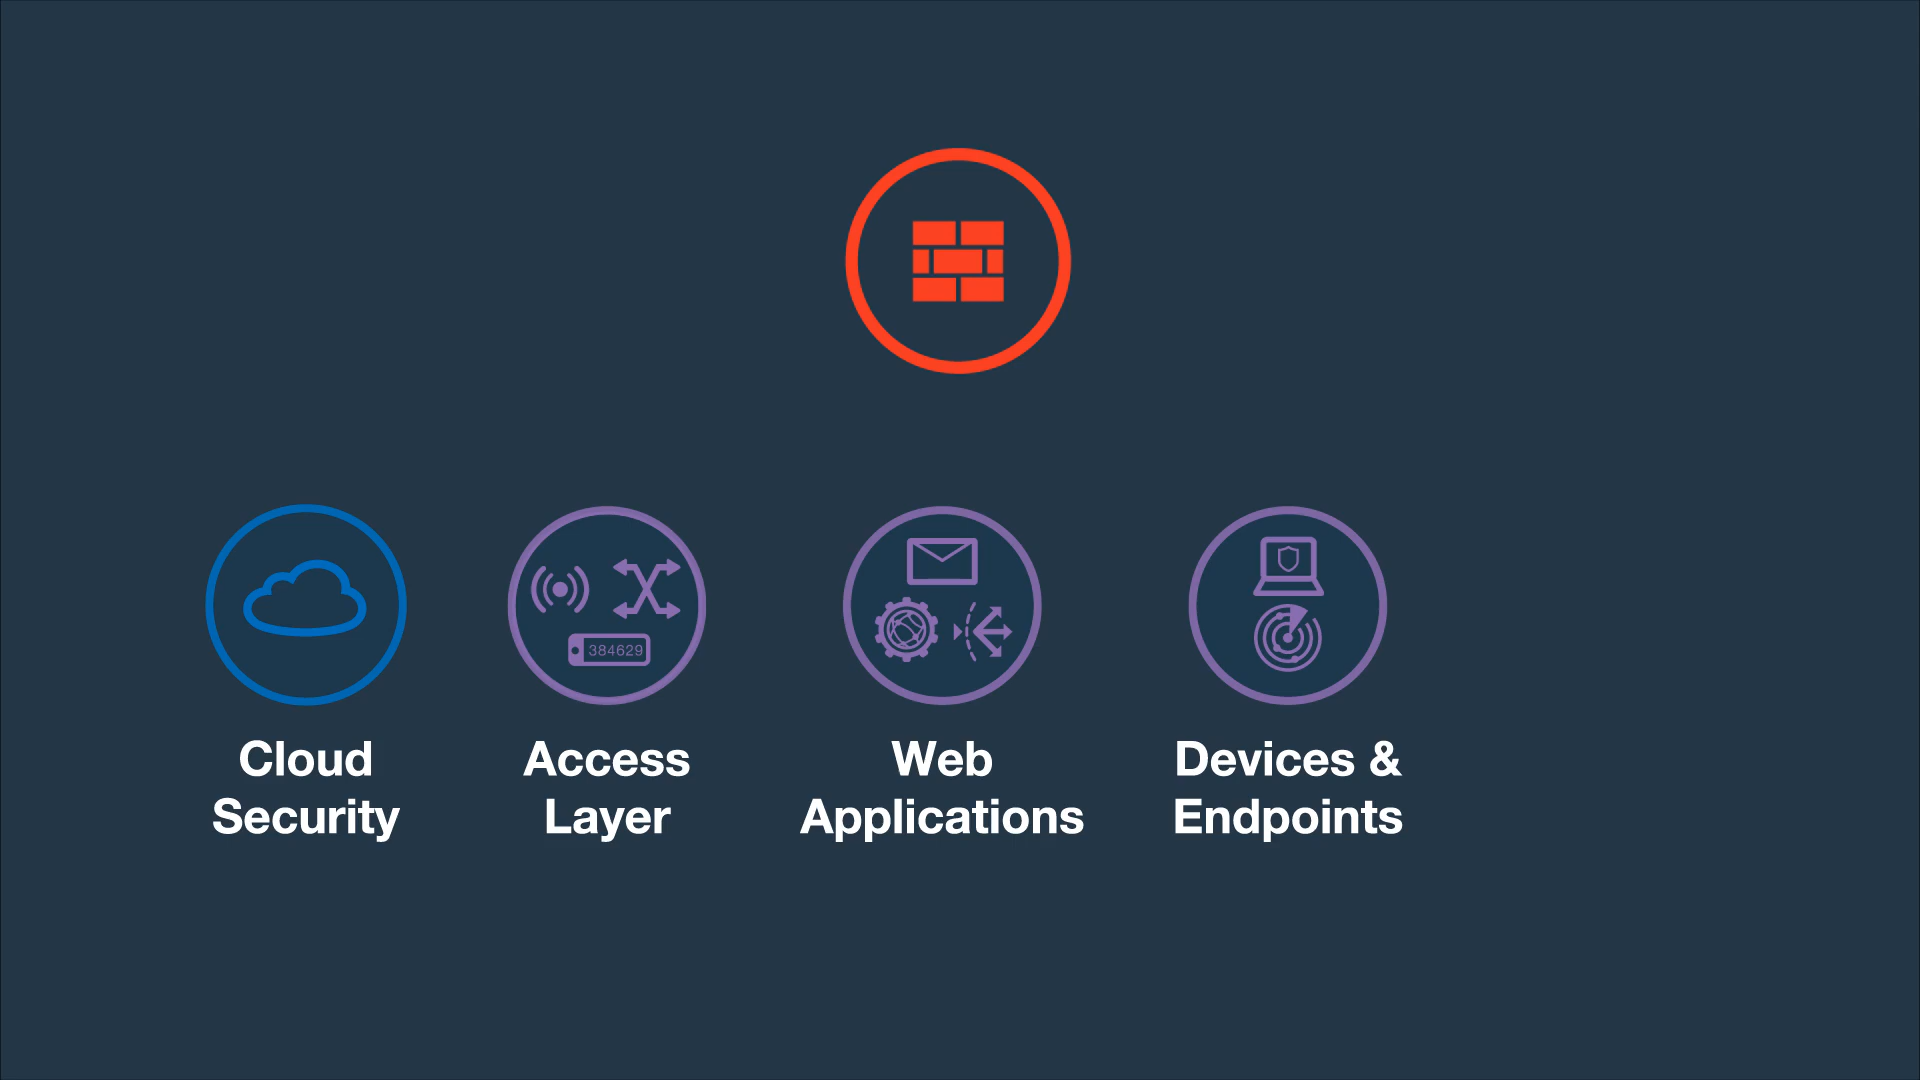 384629
Cloud
Security
Access
Layer
Web
Applications
Devices &
Endpoints